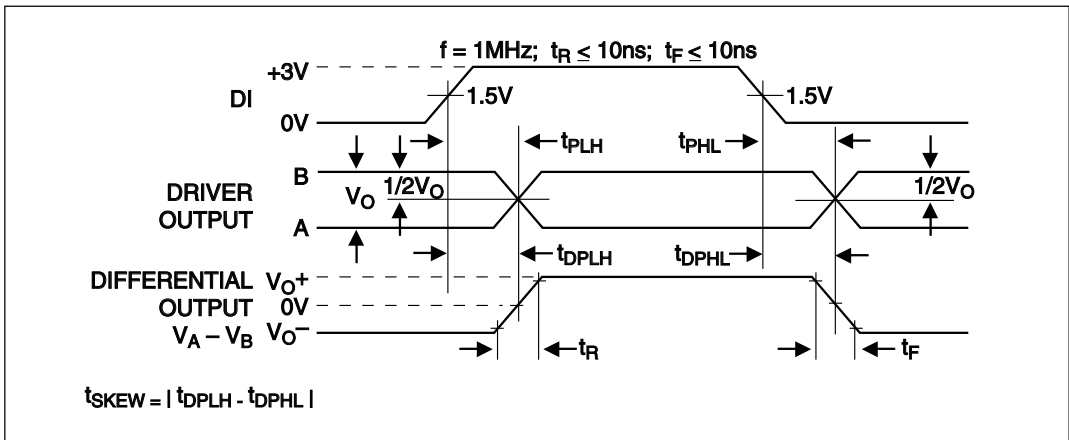 f = 1MHz; tR ≤ 10ns; tF ≤ 10ns
+3V
DI
1.5V
1.5V
0V
tPLH
tPHL
B
DRIVER
OUTPUT
VO
1/2VO
1/2VO
A
tDPLH
tDPHL
DIFFERENTIAL
OUTPUT
VA – VB
VO+
0V
VO–
tR
tF
tSKEW = | tDPLH - tDPHL |